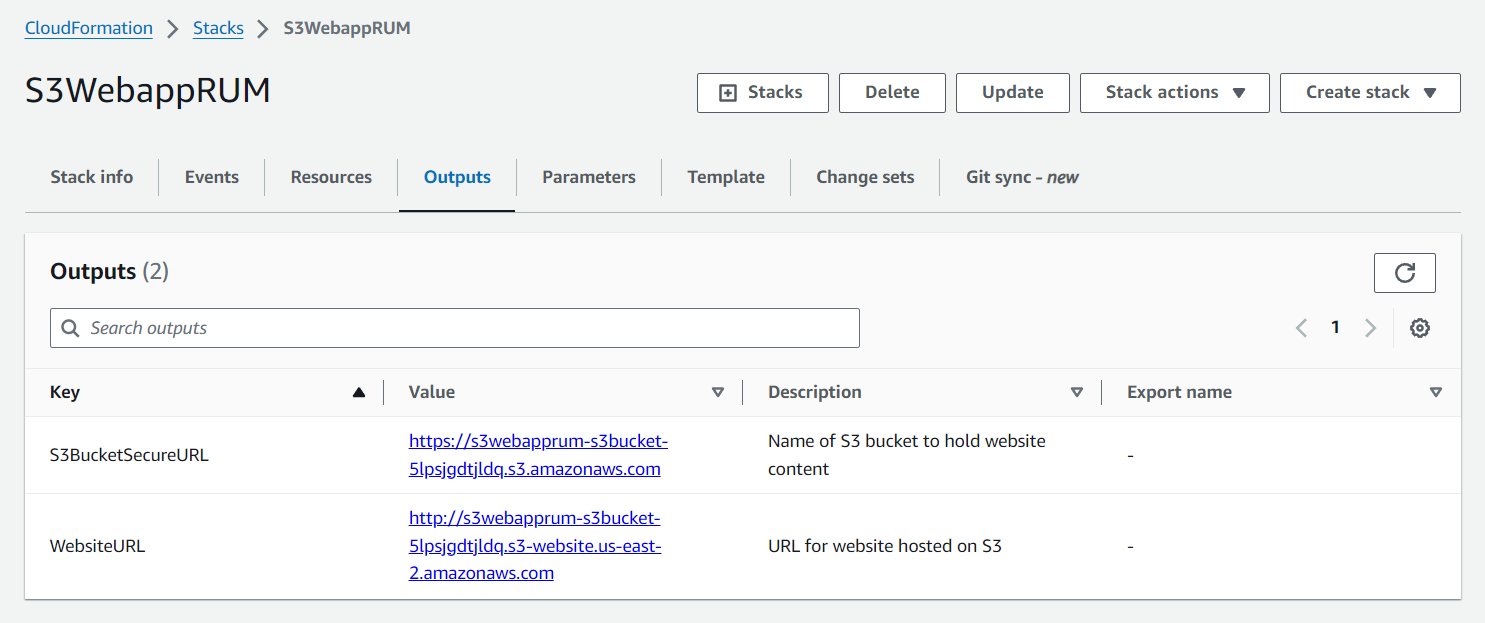 CloudFormation > Stacks > S3WebappRUM
S3WebappRUM
Stacks Delete Update Stack actions Create stack
Stack info Events Resources Outputs Parameters Template Change sets Git sync - new
Outputs (2)
Search outputs
1
Key Value Description Export name
S3BucketSecureURL
https://s3webapprum-s3bucket-
5lpsjgdtjldq.s3.amazonaws.com
Name of S3 bucket to hold website
content
-
WebsiteURL
http://s3webapprum-s3bucket-
5lpsjgdtjldq.s3-website.us-east-
2.amazonaws.com
URL for website hosted on S3
-